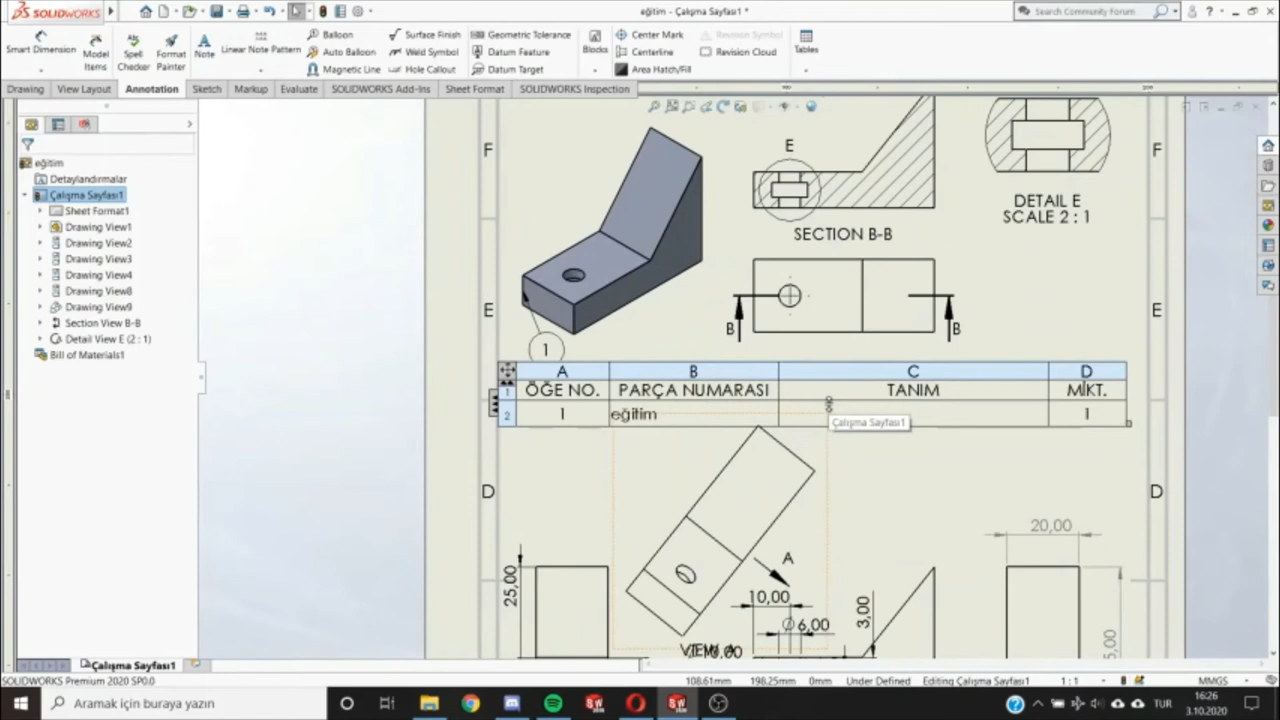 SOLIDWORKS
eğitim - Çalışma Sayfası1 *
Search Community Forum
Smart Dimension
Model Items
Spell Checker
Format Painter
Note
Linear Note Pattern
Balloon
Auto Balloon
Magnetic Line
Surface Finish
Weld Symbol
Hole Callout
Geometric Tolerance
Datum Feature
Datum Target
Blocks
Center Mark
Centerline
Area Hatch/Fill
Revision Symbol
Revision Cloud
Tables
Drawing
View Layout
Annotation
Sketch
Markup
Evaluate
SOLIDWORKS Add-Ins
Sheet Format
SOLIDWORKS Inspection
eğitim
Detaylandırmalar
Çalışma Sayfası1
Sheet Format1
Drawing View1
Drawing View2
Drawing View3
Drawing View4
Drawing View8
Drawing View9
Section View B-B
Detail View E (2 : 1)
Bill of Materials1
F
F
E
E
D
D
E
SECTION B-B
DETAIL E
SCALE 2 : 1
B
B
1
A B C D
1 ÖĞE NO. PARÇA NUMARASI TANIM MİKT.
2 1 eğitim 1
Çalışma Sayfası1
A
VIEW A
25,00
10,00
6,00
3,00
20,00
Çalışma Sayfası1
SOLIDWORKS Premium 2020 SP0.0
108.61mm 198.25mm 0mm Under Defined Editing Çalışma Sayfası1 1 : 1 MMGS
Aramak için buraya yazın
TUR
16:26
3.10.2020